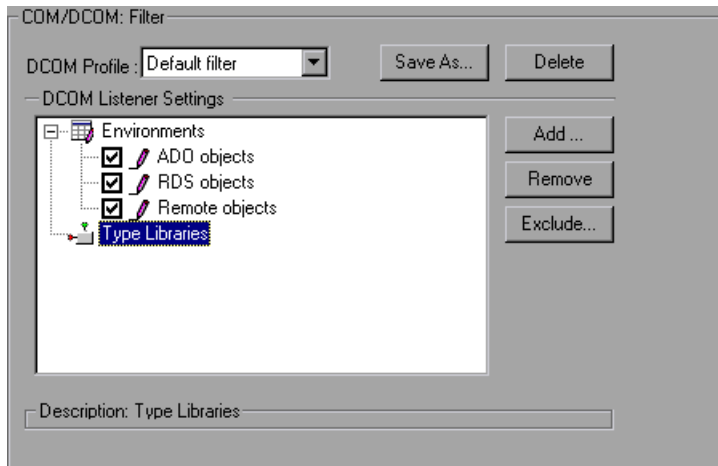 COM/DCOM: Filter
DCOM Profile : Default filter Save As... Delete
DCOM Listener Settings
Environments Add ...
ADO objects
RDS objects Remove
Remote objects
Type Libraries Exclude...
Description: Type Libraries